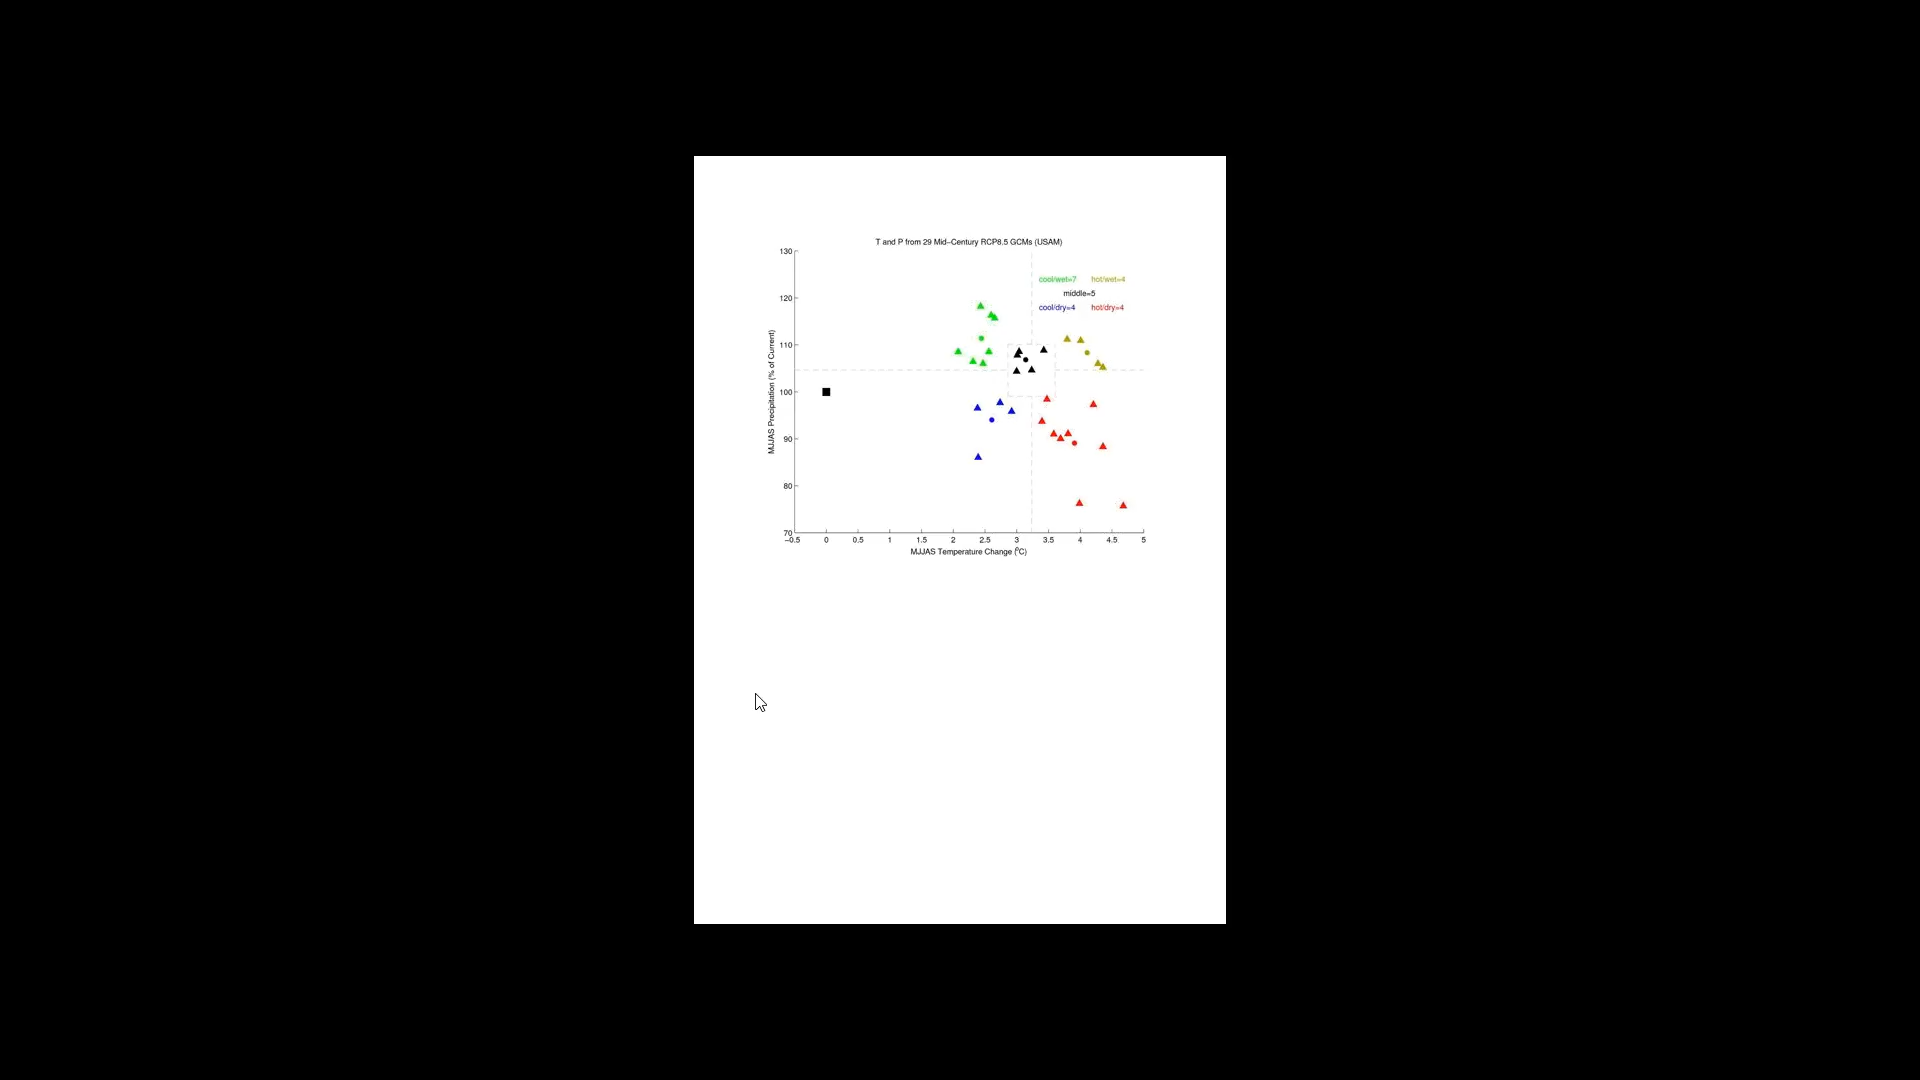 T and P from 29 Mid-Century RCP8.5 GCMs (USAM)
130
120
110
100
90
80
70
MJJAS Precipitation (% of Current)
cool/wet=7 hot/wet=4
middle=5
cool/dry=4 hot/dry=4
−0.5 0 0.5 1 1.5 2 2.5 3 3.5 4 4.5 5
MJJAS Temperature Change (°C)